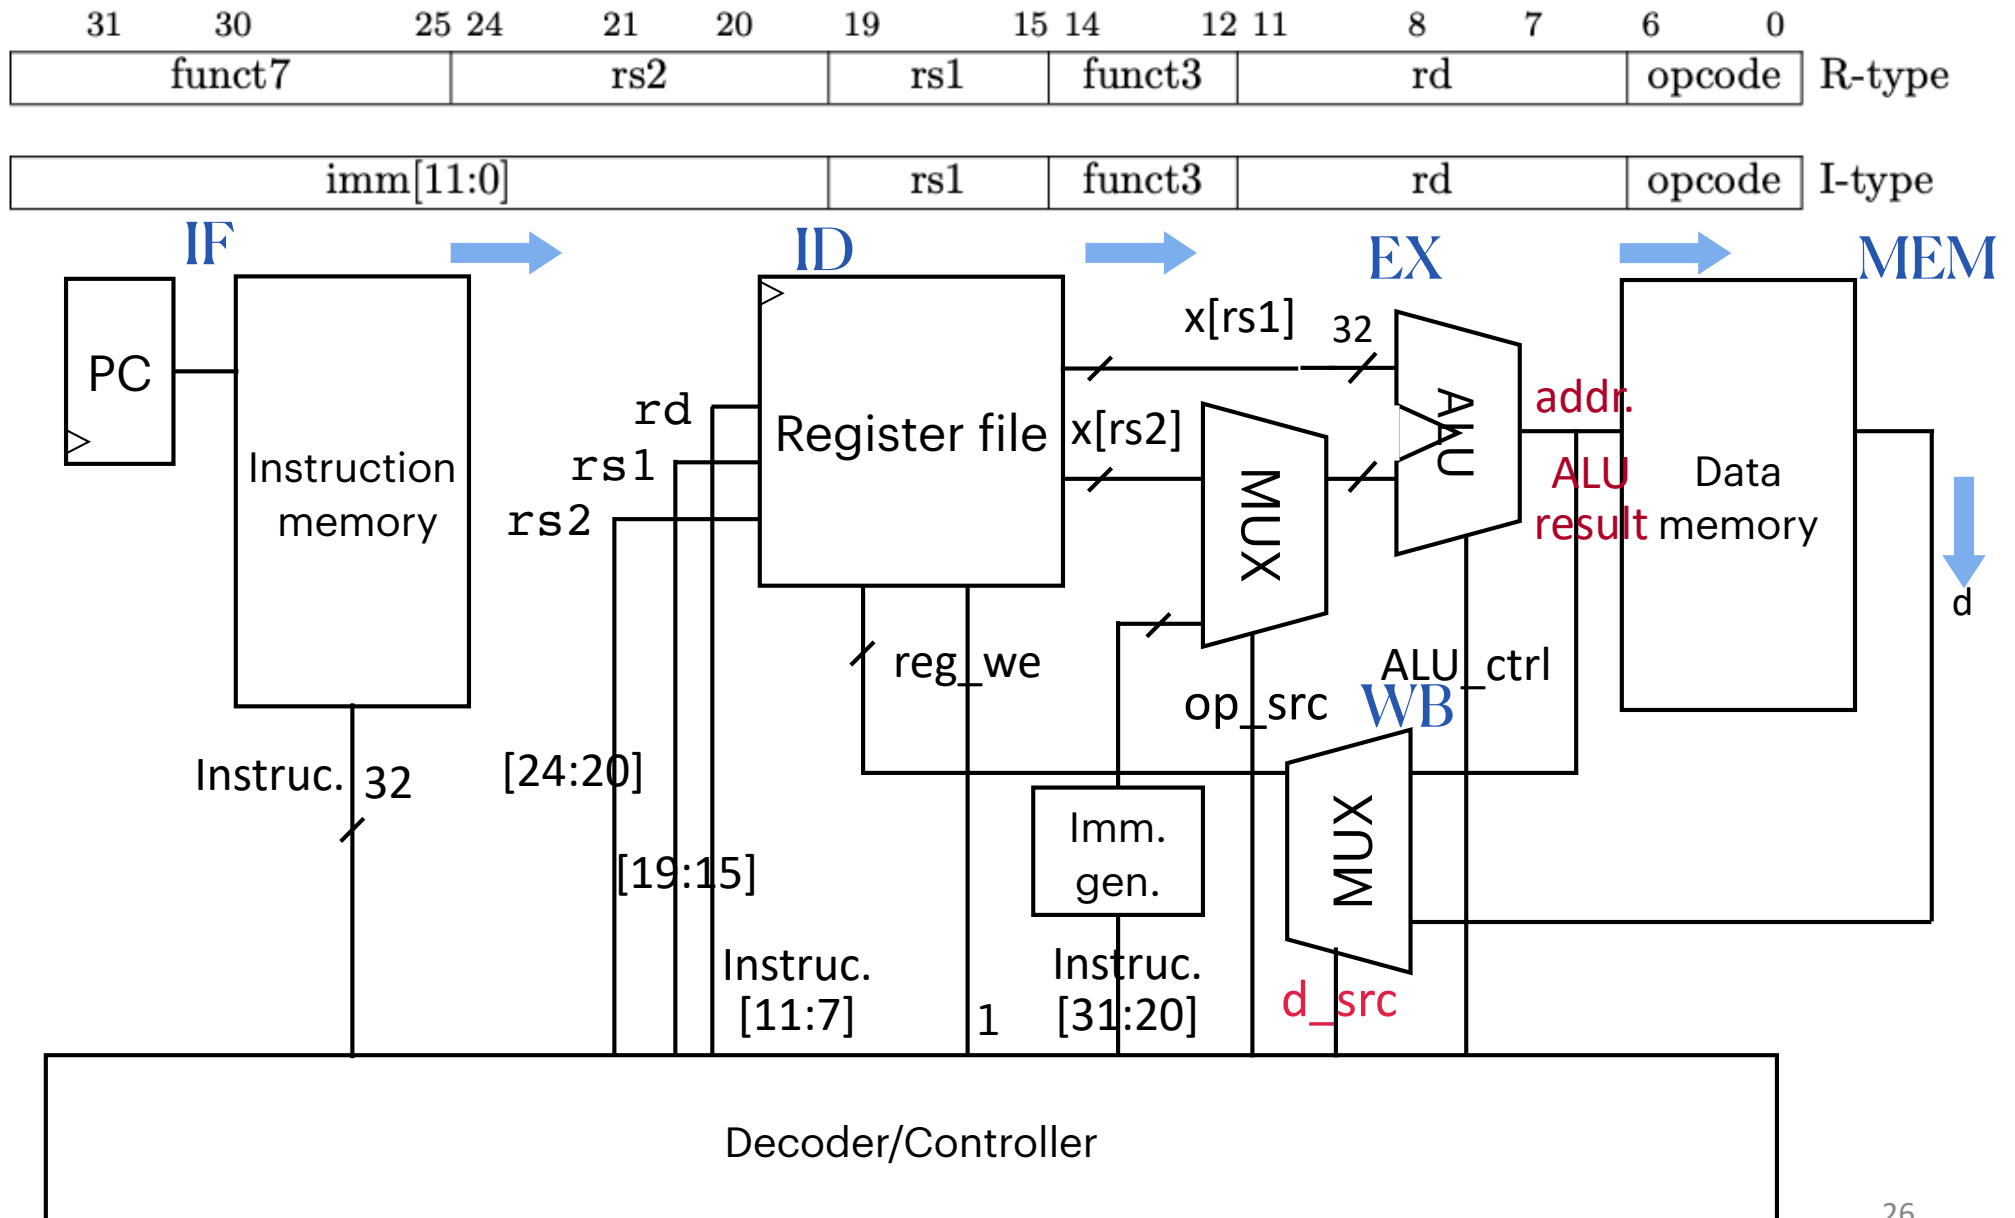 31 30 25 24 21 20 19 15 14 12 11 8 7 6 0
funct7 rs2 rs1 funct3 rd opcode R-type
imm[11:0] rs1 funct3 rd opcode I-type
IF ID EX MEM
PC
Instruction
memory
rd
rs1
rs2
Register file
x[rs1]
32
x[rs2]
MUX
ALU
addr.
ALU
result
Data
memory
d
reg_we
op_src
ALU_ctrl
WB
Instruc. 32
[24:20]
[19:15]
Instruc.
[11:7]
1
Imm.
gen.
Instruc.
[31:20]
MUX
d_src
Decoder/Controller
26